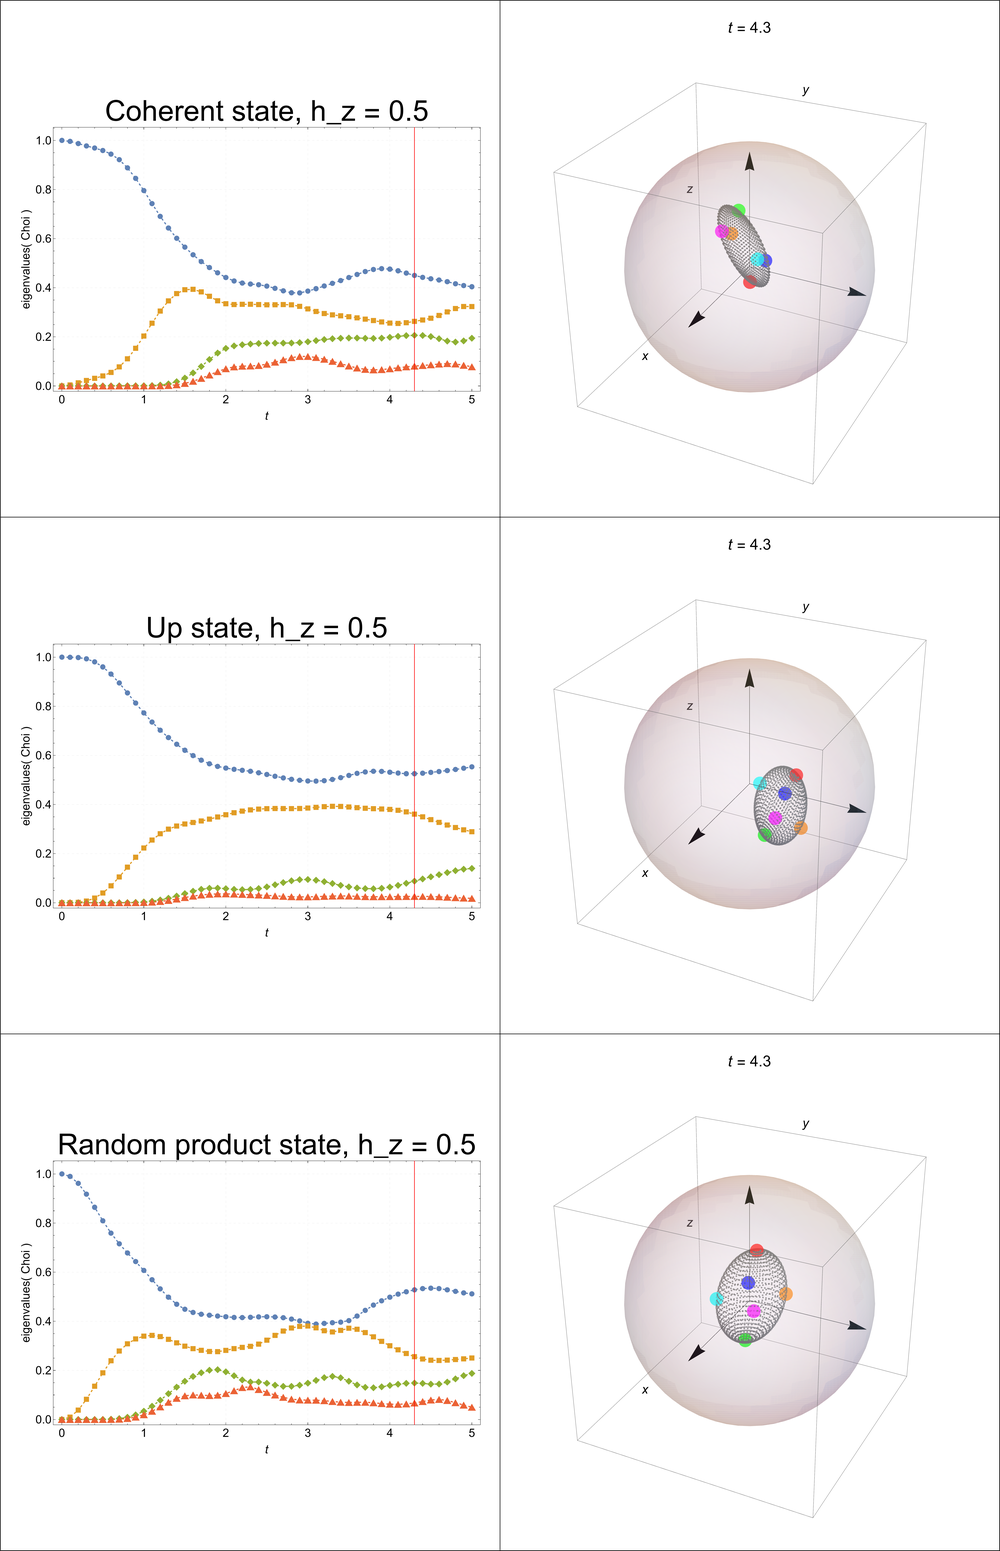 t = 4.3
Coherent state, h_z = 0.5
eigenvalues( Choi )
1.0
0.8
0.6
0.4
0.2
0.0
0 1 2 3 4 5
t
y
z
x
t = 4.3
Up state, h_z = 0.5
eigenvalues( Choi )
1.0
0.8
0.6
0.4
0.2
0.0
0 1 2 3 4 5
t
y
z
x
t = 4.3
Random product state, h_z = 0.5
eigenvalues( Choi )
1.0
0.8
0.6
0.4
0.2
0.0
0 1 2 3 4 5
t
y
z
x